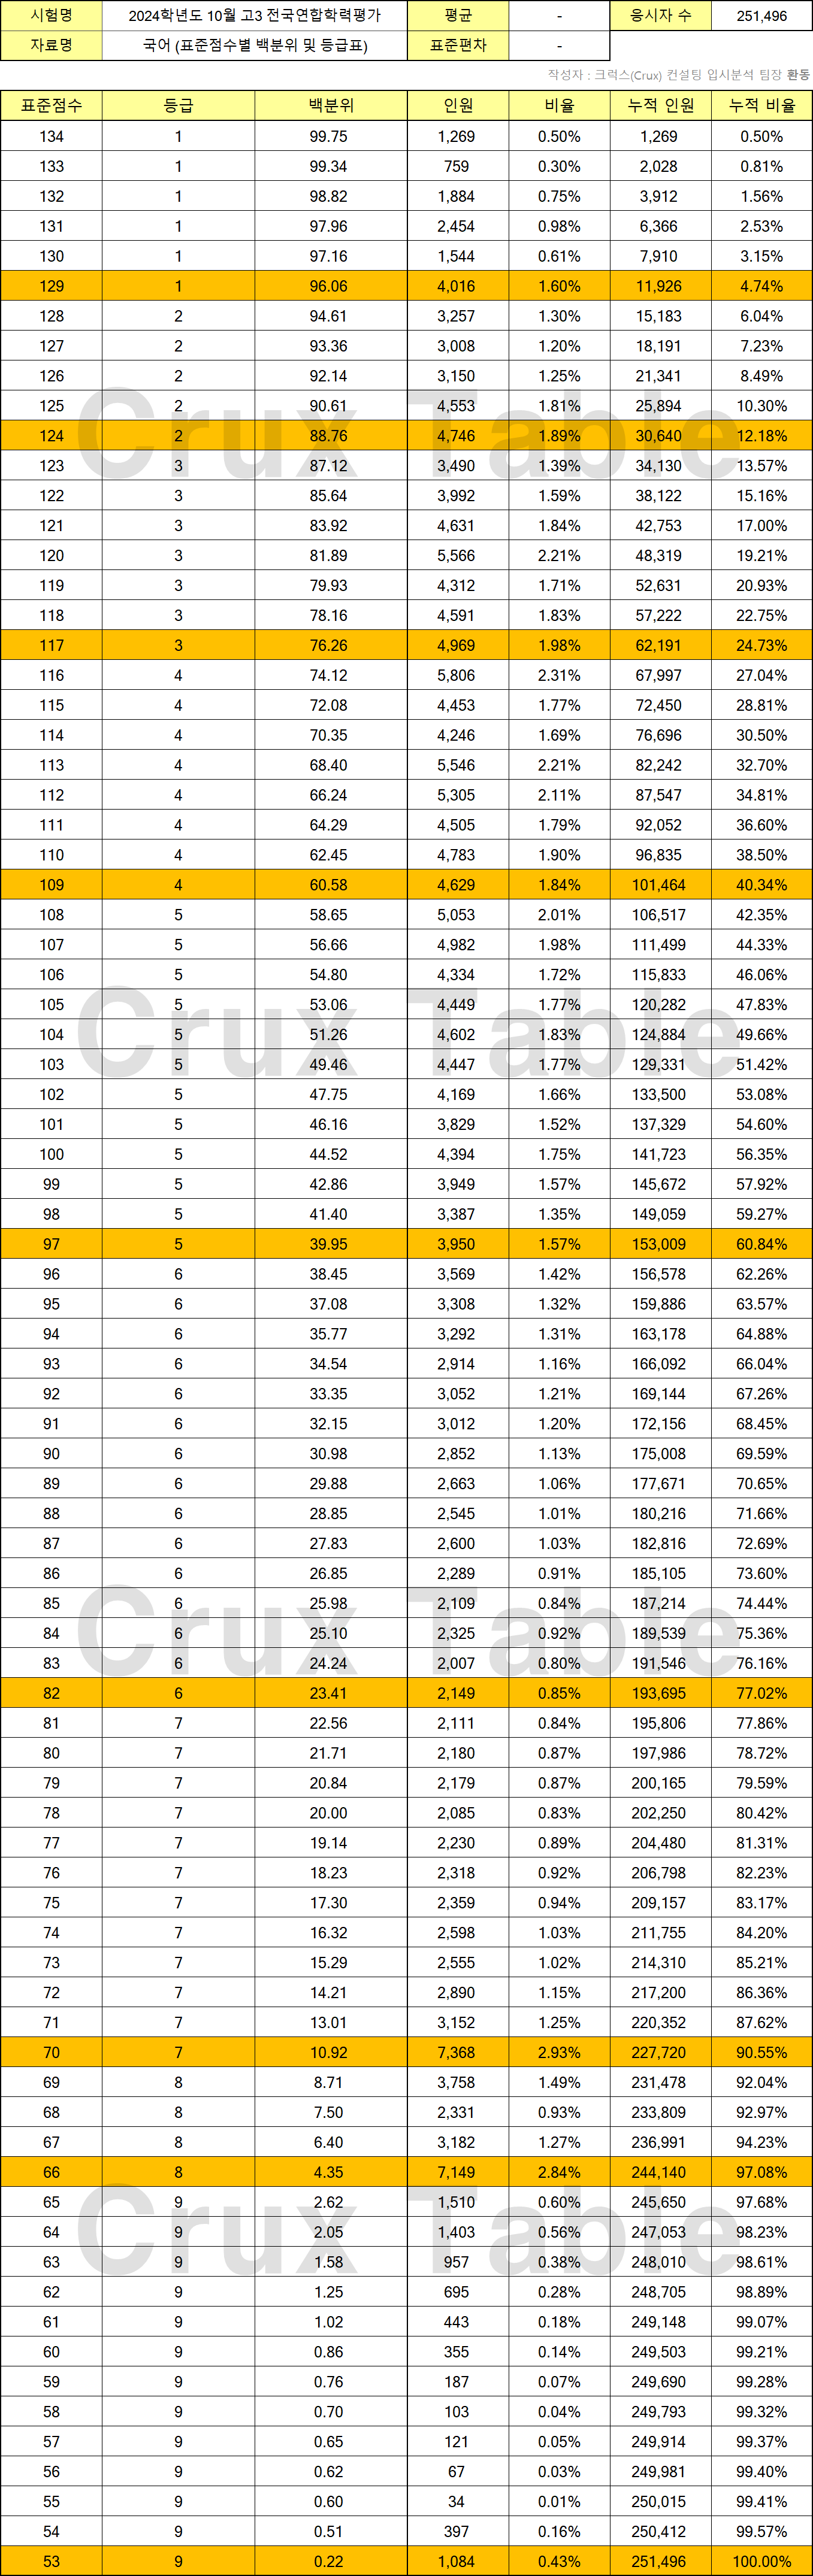 시험명 2024학년도 10월 고3 전국연합학력평가 평균 - 응시자 수 251,496
자료명 국어 (표준점수별 백분위 및 등급표) 표준편차 -
작성자 : 크럭스(Crux) 컨설팅 입시분석 팀장 환동
표준점수 등급 백분위 인원 비율 누적 인원 누적 비율
134 1 99.75 1,269 0.50% 1,269 0.50%
133 1 99.34 759 0.30% 2,028 0.81%
132 1 98.82 1,884 0.75% 3,912 1.56%
131 1 97.96 2,454 0.98% 6,366 2.53%
130 1 97.16 1,544 0.61% 7,910 3.15%
129 1 96.06 4,016 1.60% 11,926 4.74%
128 2 94.61 3,257 1.30% 15,183 6.04%
127 2 93.36 3,008 1.20% 18,191 7.23%
126 2 92.14 3,150 1.25% 21,341 8.49%
125 2 90.61 4,553 1.81% 25,894 10.30%
Crux Table
124 2 88.76 4,746 1.89% 30,640 12.18%
123 3 87.12 3,490 1.39% 34,130 13.57%
122 3 85.64 3,992 1.59% 38,122 15.16%
121 3 83.92 4,631 1.84% 42,753 17.00%
120 3 81.89 5,566 2.21% 48,319 19.21%
119 3 79.93 4,312 1.71% 52,631 20.93%
118 3 78.16 4,591 1.83% 57,222 22.75%
117 3 76.26 4,969 1.98% 62,191 24.73%
116 4 74.12 5,806 2.31% 67,997 27.04%
115 4 72.08 4,453 1.77% 72,450 28.81%
114 4 70.35 4,246 1.69% 76,696 30.50%
113 4 68.40 5,546 2.21% 82,242 32.70%
112 4 66.24 5,305 2.11% 87,547 34.81%
111 4 64.29 4,505 1.79% 92,052 36.60%
110 4 62.45 4,783 1.90% 96,835 38.50%
109 4 60.58 4,629 1.84% 101,464 40.34%
108 5 58.65 5,053 2.01% 106,517 42.35%
107 5 56.66 4,982 1.98% 111,499 44.33%
106 5 54.80 4,334 1.72% 115,833 46.06%
105 5 53.06 4,449 1.77% 120,282 47.83%
Crux Table
104 5 51.26 4,602 1.83% 124,884 49.66%
103 5 49.46 4,447 1.77% 129,331 51.42%
102 5 47.75 4,169 1.66% 133,500 53.08%
101 5 46.16 3,829 1.52% 137,329 54.60%
100 5 44.52 4,394 1.75% 141,723 56.35%
99 5 42.86 3,949 1.57% 145,672 57.92%
98 5 41.40 3,387 1.35% 149,059 59.27%
97 5 39.95 3,950 1.57% 153,009 60.84%
96 6 38.45 3,569 1.42% 156,578 62.26%
95 6 37.08 3,308 1.32% 159,886 63.57%
94 6 35.77 3,292 1.31% 163,178 64.88%
93 6 34.54 2,914 1.16% 166,092 66.04%
92 6 33.35 3,052 1.21% 169,144 67.26%
91 6 32.15 3,012 1.20% 172,156 68.45%
90 6 30.98 2,852 1.13% 175,008 69.59%
89 6 29.88 2,663 1.06% 177,671 70.65%
88 6 28.85 2,545 1.01% 180,216 71.66%
87 6 27.83 2,600 1.03% 182,816 72.69%
86 6 26.85 2,289 0.91% 185,105 73.60%
85 6 25.98 2,109 0.84% 187,214 74.44%
Crux Table
84 6 25.10 2,325 0.92% 189,539 75.36%
83 6 24.24 2,007 0.80% 191,546 76.16%
82 6 23.41 2,149 0.85% 193,695 77.02%
81 7 22.56 2,111 0.84% 195,806 77.86%
80 7 21.71 2,180 0.87% 197,986 78.72%
79 7 20.84 2,179 0.87% 200,165 79.59%
78 7 20.00 2,085 0.83% 202,250 80.42%
77 7 19.14 2,230 0.89% 204,480 81.31%
76 7 18.23 2,318 0.92% 206,798 82.23%
75 7 17.30 2,359 0.94% 209,157 83.17%
74 7 16.32 2,598 1.03% 211,755 84.20%
73 7 15.29 2,555 1.02% 214,310 85.21%
72 7 14.21 2,890 1.15% 217,200 86.36%
71 7 13.01 3,152 1.25% 220,352 87.62%
70 7 10.92 7,368 2.93% 227,720 90.55%
69 8 8.71 3,758 1.49% 231,478 92.04%
68 8 7.50 2,331 0.93% 233,809 92.97%
67 8 6.40 3,182 1.27% 236,991 94.23%
66 8 4.35 7,149 2.84% 244,140 97.08%
65 9 2.62 1,510 0.60% 245,650 97.68%
Crux Table
64 9 2.05 1,403 0.56% 247,053 98.23%
63 9 1.58 957 0.38% 248,010 98.61%
62 9 1.25 695 0.28% 248,705 98.89%
61 9 1.02 443 0.18% 249,148 99.07%
60 9 0.86 355 0.14% 249,503 99.21%
59 9 0.76 187 0.07% 249,690 99.28%
58 9 0.70 103 0.04% 249,793 99.32%
57 9 0.65 121 0.05% 249,914 99.37%
56 9 0.62 67 0.03% 249,981 99.40%
55 9 0.60 34 0.01% 250,015 99.41%
54 9 0.51 397 0.16% 250,412 99.57%
53 9 0.22 1,084 0.43% 251,496 100.00%